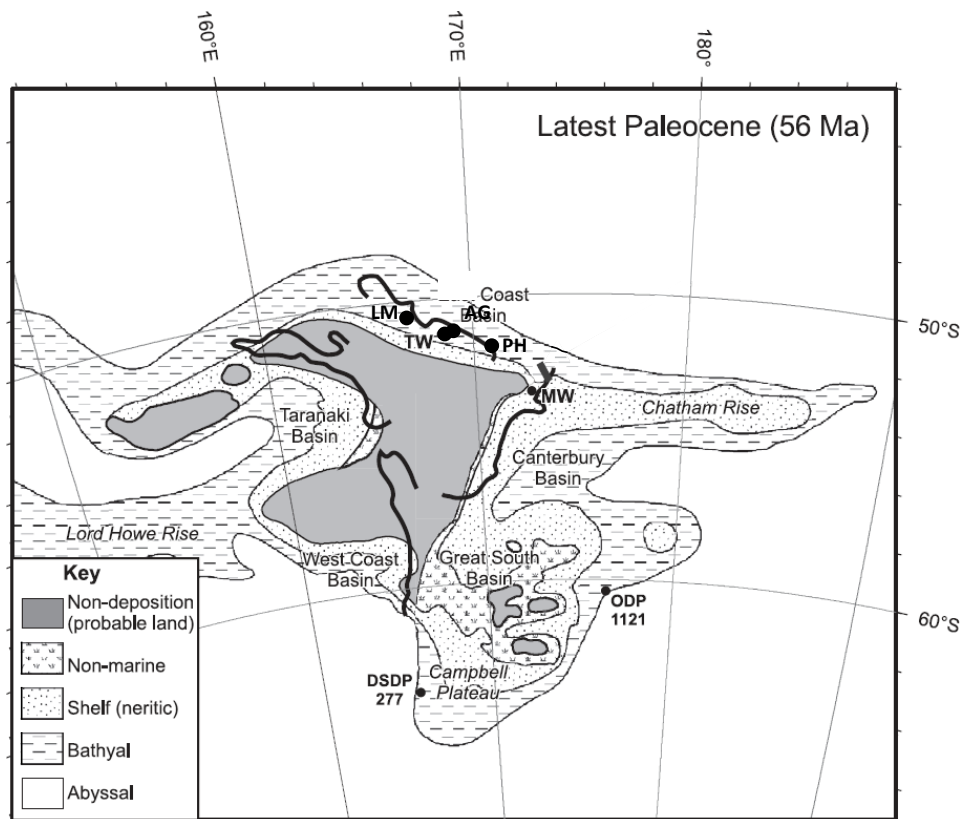 160°E
170°E
180°
Latest Paleocene (56 Ma)
Coast
Basin
LM
AG
TW
PH
50°S
MW
Chatham Rise
Taranaki
Basin
Canterbury
Basin
Lord Howe Rise
West Coast
Basin
Great South
Basin
Key
Non-deposition
(probable land)
Non-marine
Shelf (neritic)
Bathyal
Abyssal
ODP
1121
60°S
DSDP
277
Campbell
Plateau